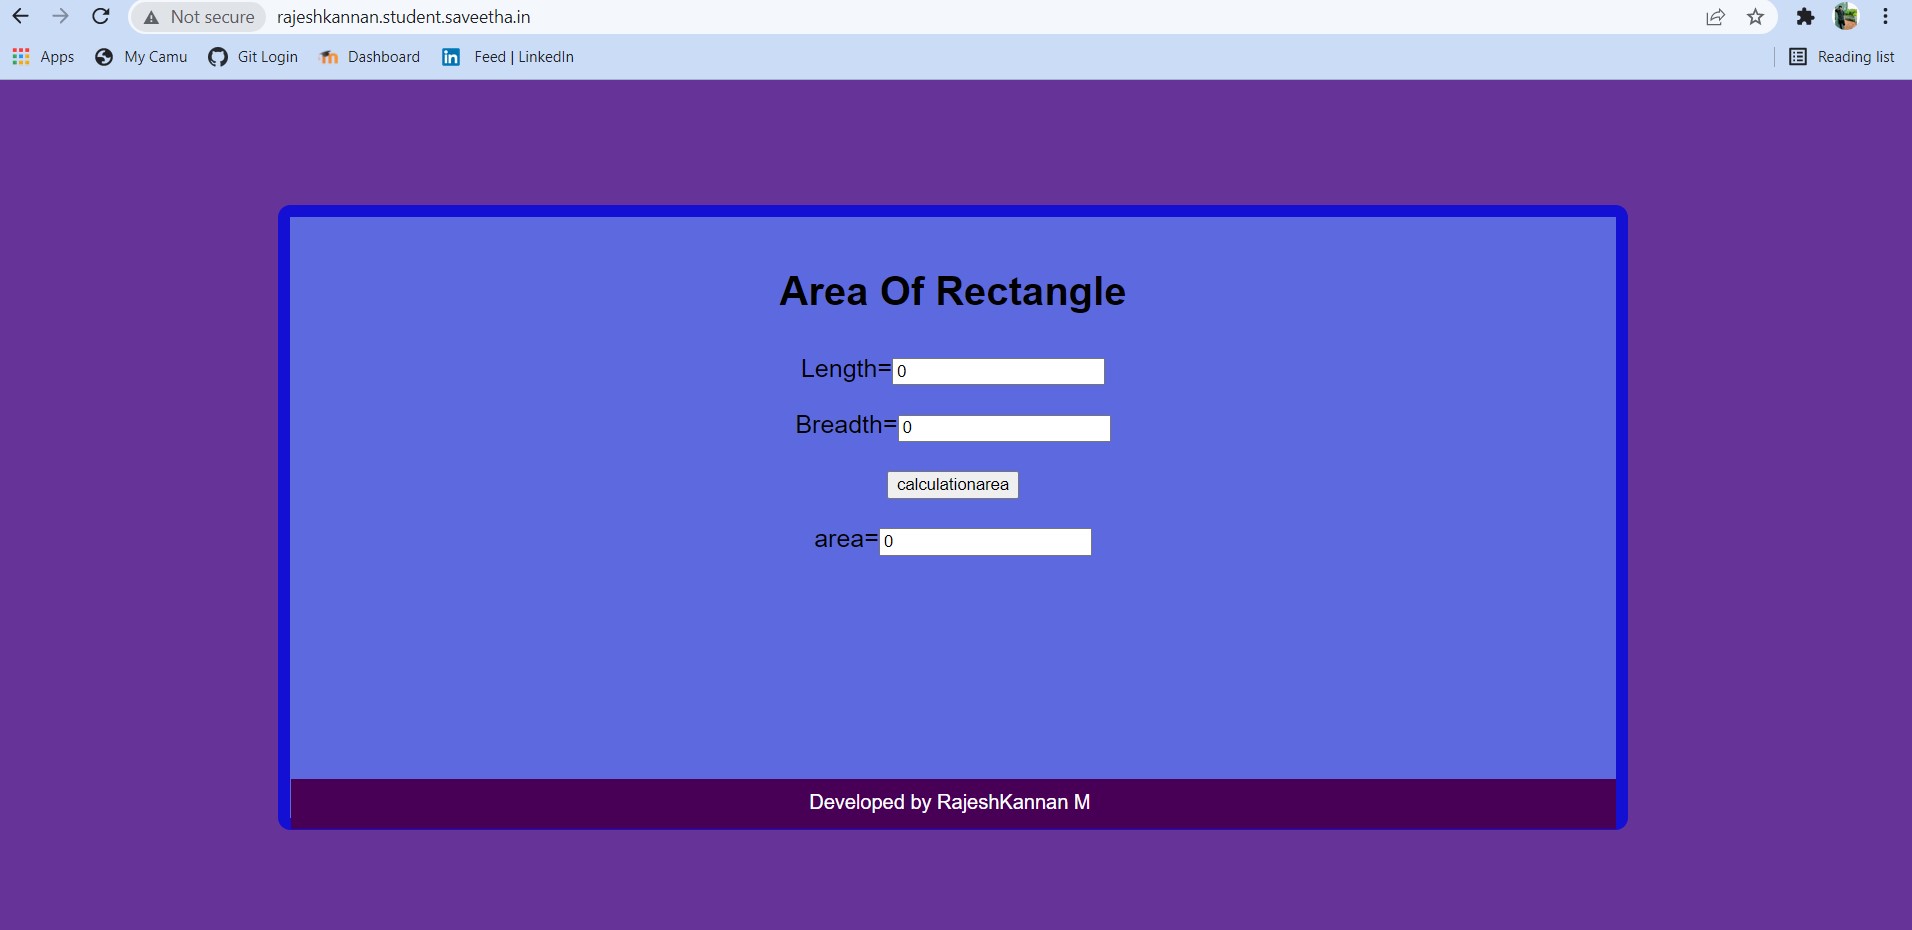 Not secure rajeshkannan.student.saveetha.in
Apps My Camu Git Login Dashboard Feed | LinkedIn Reading list
Area Of Rectangle
Length=0
Breadth=0
calculationarea
area=0
Developed by RajeshKannan M